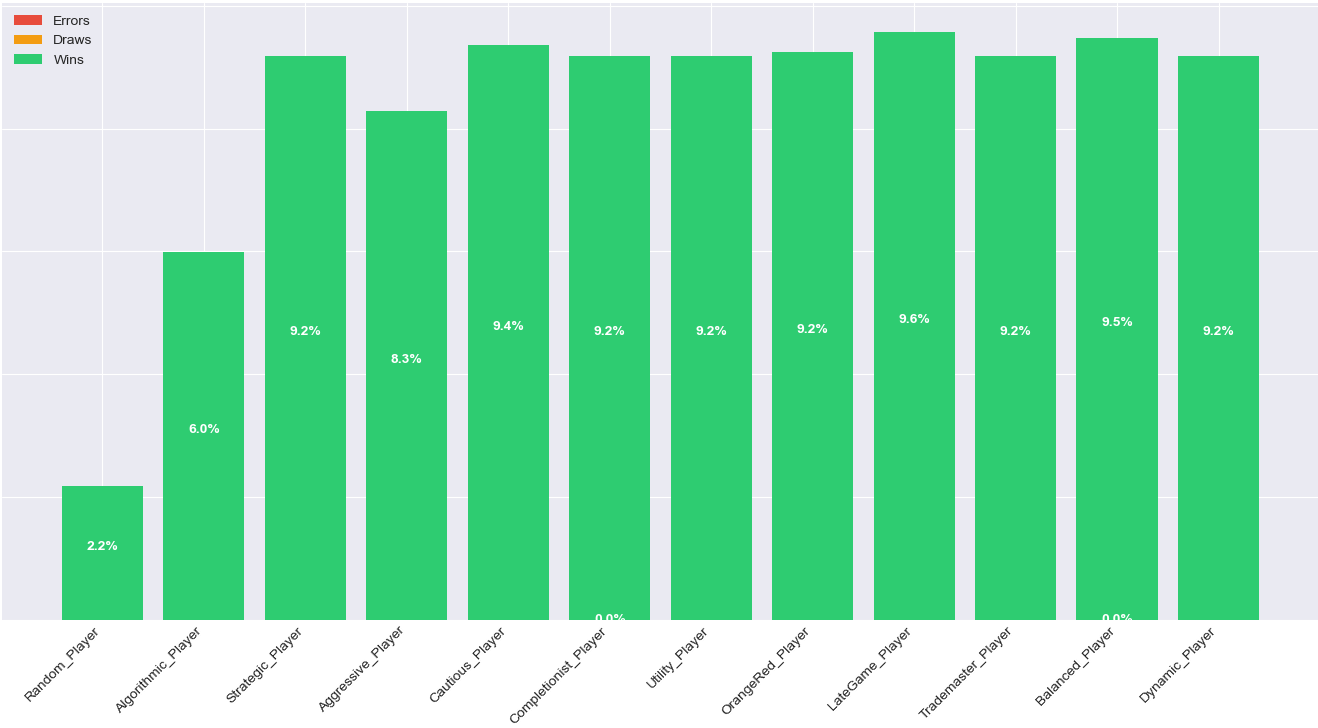 Errors
Draws
Wins
2.2%
6.0%
9.2%
8.3%
9.4%
9.2%
9.2%
9.2%
9.6%
9.2%
9.5%
9.2%
0.0%
0.0%
Random_Player
Algorithmic_Player
Strategic_Player
Aggressive_Player
Cautious_Player
Completionist_Player
Utility_Player
OrangeRed_Player
LateGame_Player
Trademaster_Player
Balanced_Player
Dynamic_Player